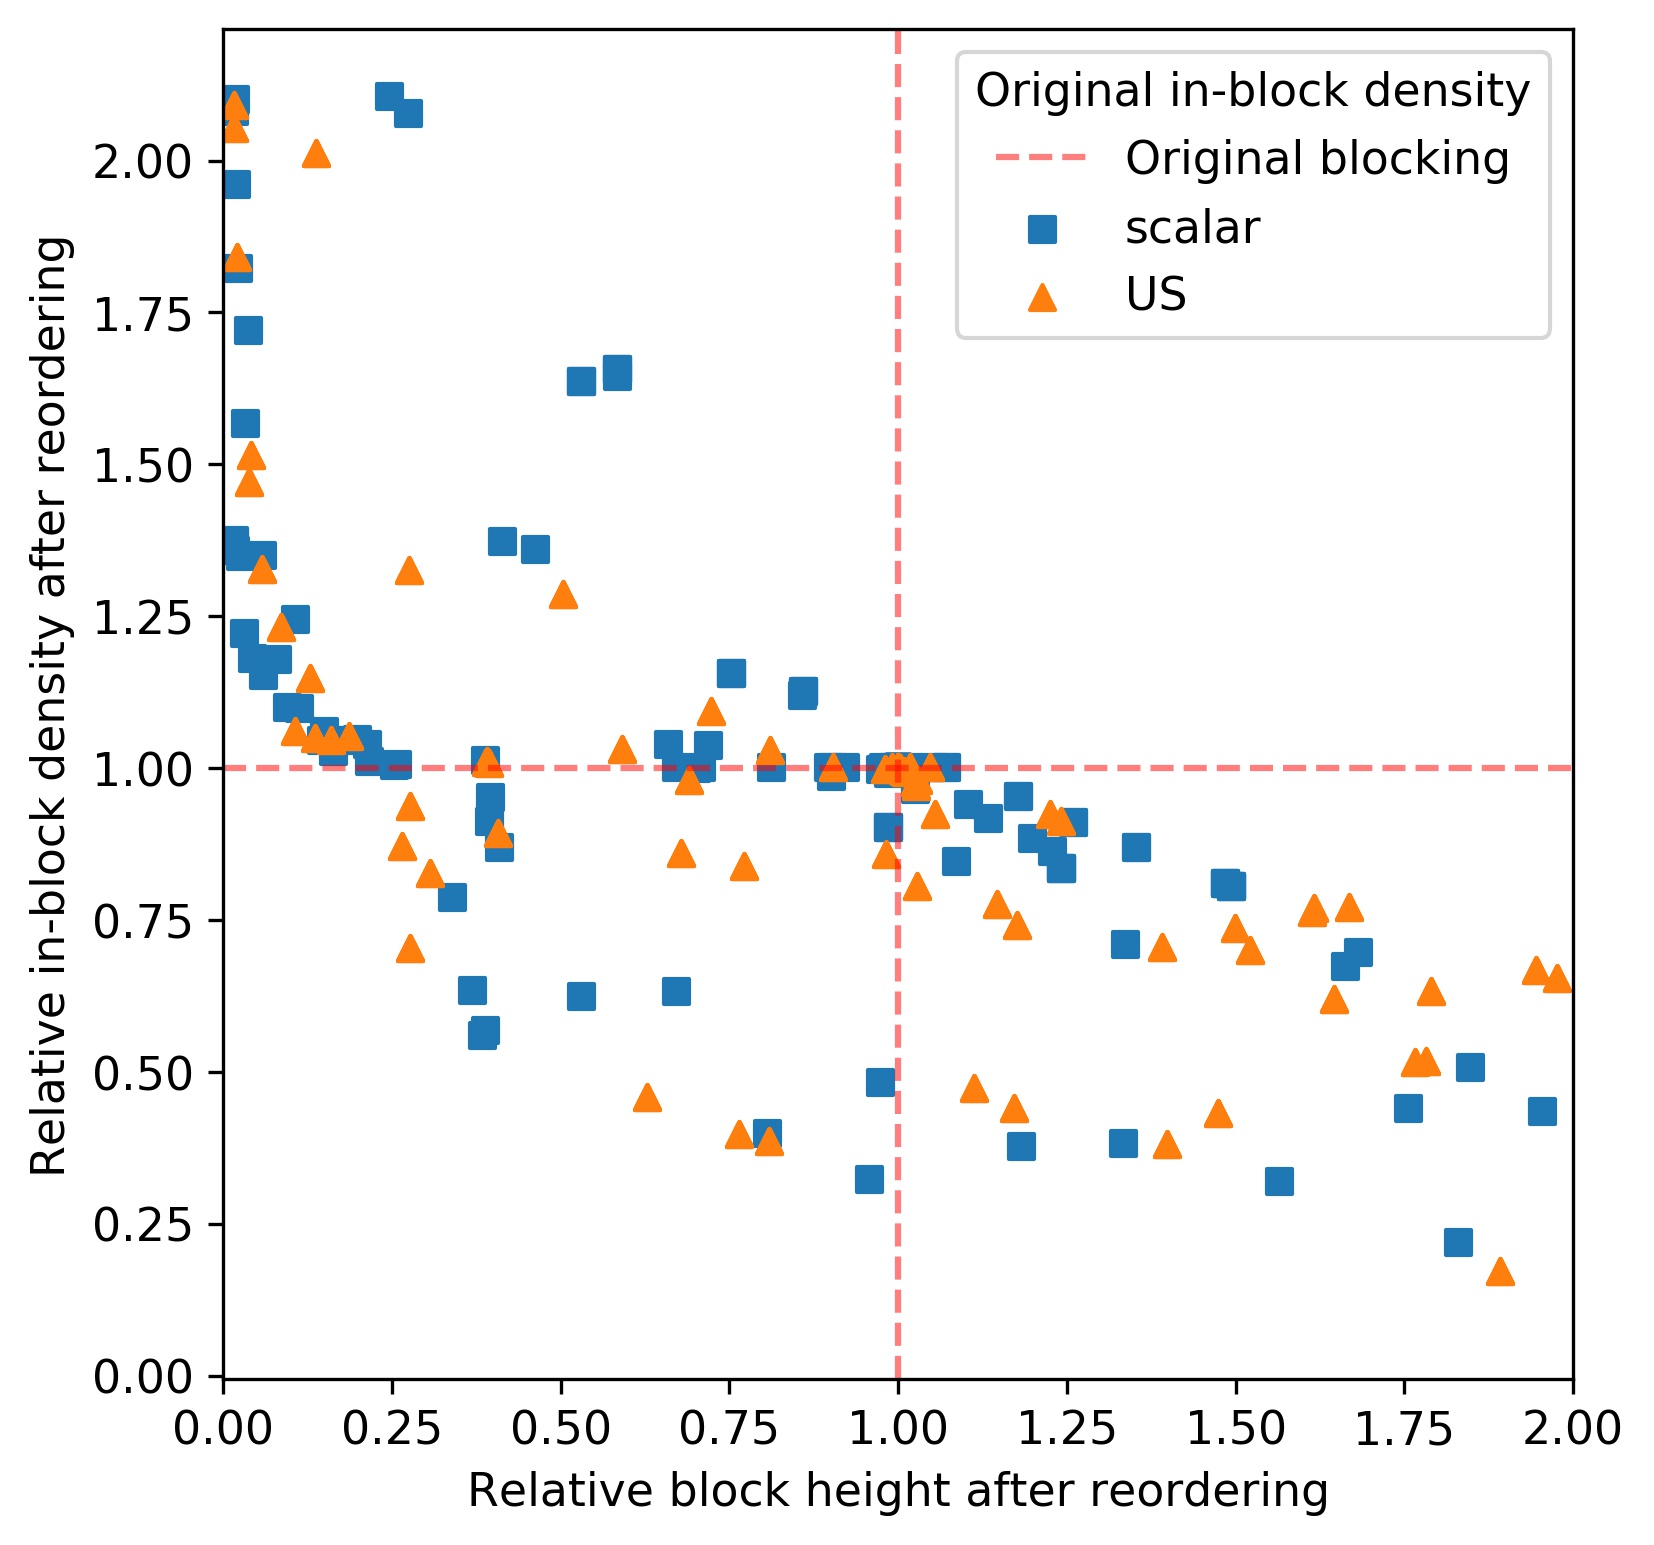 Original in-block density
Original blocking
scalar
US
Relative in-block density after reordering
2.00
1.75
1.50
1.25
1.00
0.75
0.50
0.25
0.00
0.00 0.25 0.50 0.75 1.00 1.25 1.50 1.75 2.00
Relative block height after reordering